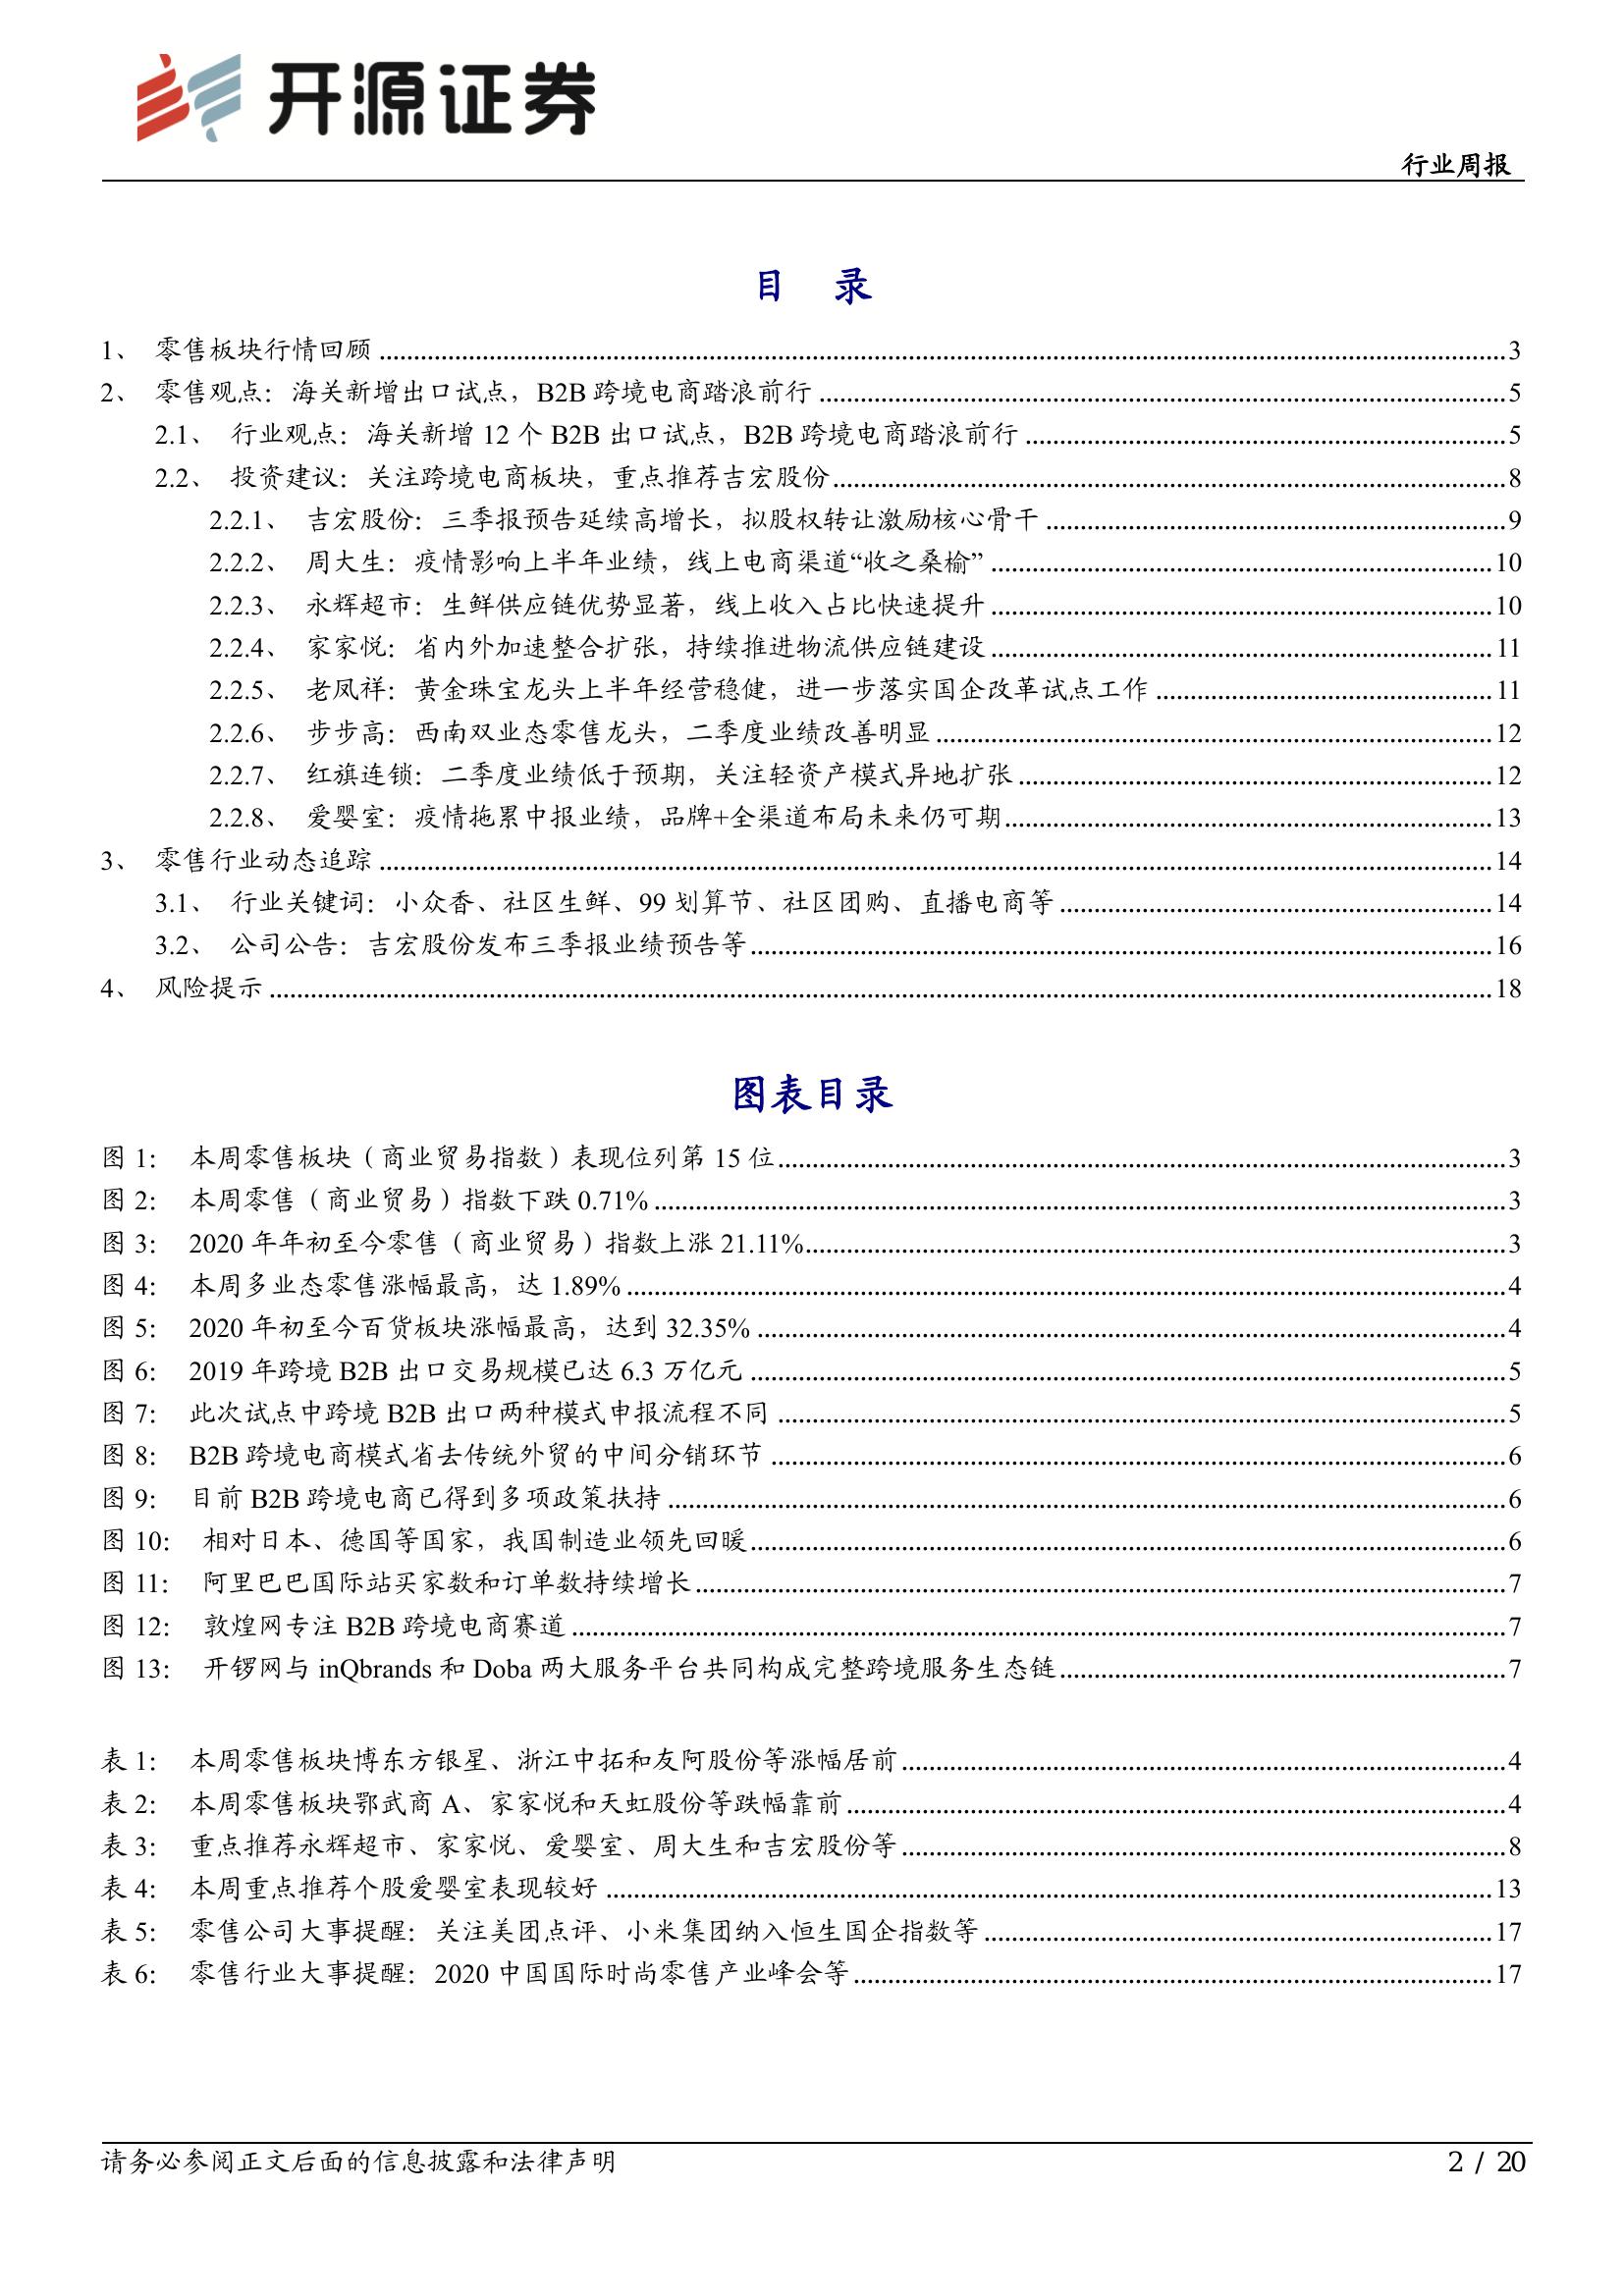 开源证券
行业周报
目 录
1、 零售板块行情回顾 3
2、 零售观点：海关新增出口试点，B2B 跨境电商踏浪前行 5
2.1、 行业观点：海关新增 12 个 B2B 出口试点，B2B 跨境电商踏浪前行 5
2.2、 投资建议：关注跨境电商板块，重点推荐吉宏股份 8
2.2.1、 吉宏股份：三季报预告延续高增长，拟股权转让激励核心骨干 9
2.2.2、 周大生：疫情影响上半年业绩，线上电商渠道“收之桑榆” 10
2.2.3、 永辉超市：生鲜供应链优势显著，线上收入占比快速提升 10
2.2.4、 家家悦：省内外加速整合扩张，持续推进物流供应链建设 11
2.2.5、 老凤祥：黄金珠宝龙头上半年经营稳健，进一步落实国企改革试点工作 11
2.2.6、 步步高：西南双业态零售龙头，二季度业绩改善明显 12
2.2.7、 红旗连锁：二季度业绩低于预期，关注轻资产模式异地扩张 12
2.2.8、 爱婴室：疫情拖累中报业绩，品牌+全渠道布局未来仍可期 13
3、 零售行业动态追踪 14
3.1、 行业关键词：小众香、社区生鲜、99 划算节、社区团购、直播电商等 14
3.2、 公司公告：吉宏股份发布三季报业绩预告等 16
4、 风险提示 18
图表目录
图 1： 本周零售板块（商业贸易指数）表现位列第 15 位 3
图 2： 本周零售（商业贸易）指数下跌 0.71% 3
图 3： 2020 年年初至今零售（商业贸易）指数上涨 21.11% 3
图 4： 本周多业态零售涨幅最高，达 1.89% 4
图 5： 2020 年初至今百货板块涨幅最高，达到 32.35% 4
图 6： 2019 年跨境 B2B 出口交易规模已达 6.3 万亿元 5
图 7： 此次试点中跨境 B2B 出口两种模式申报流程不同 5
图 8： B2B 跨境电商模式省去传统外贸的中间分销环节 6
图 9： 目前 B2B 跨境电商已得到多项政策扶持 6
图 10： 相对日本、德国等国家，我国制造业领先回暖 6
图 11： 阿里巴巴国际站买家数和订单数持续增长 7
图 12： 敦煌网专注 B2B 跨境电商赛道 7
图 13： 开锣网与 inQbrands 和 Doba 两大服务平台共同构成完整跨境服务生态链 7
表 1： 本周零售板块博东方银星、浙江中拓和友阿股份等涨幅居前 4
表 2： 本周零售板块鄂武商 A、家家悦和天虹股份等跌幅靠前 4
表 3： 重点推荐永辉超市、家家悦、爱婴室、周大生和吉宏股份等 8
表 4： 本周重点推荐个股爱婴室表现较好 13
表 5： 零售公司大事提醒：关注美团点评、小米集团纳入恒生国企指数等 17
表 6： 零售行业大事提醒：2020 中国国际时尚零售产业峰会等 17
请务必参阅正文后面的信息披露和法律声明 2 / 20